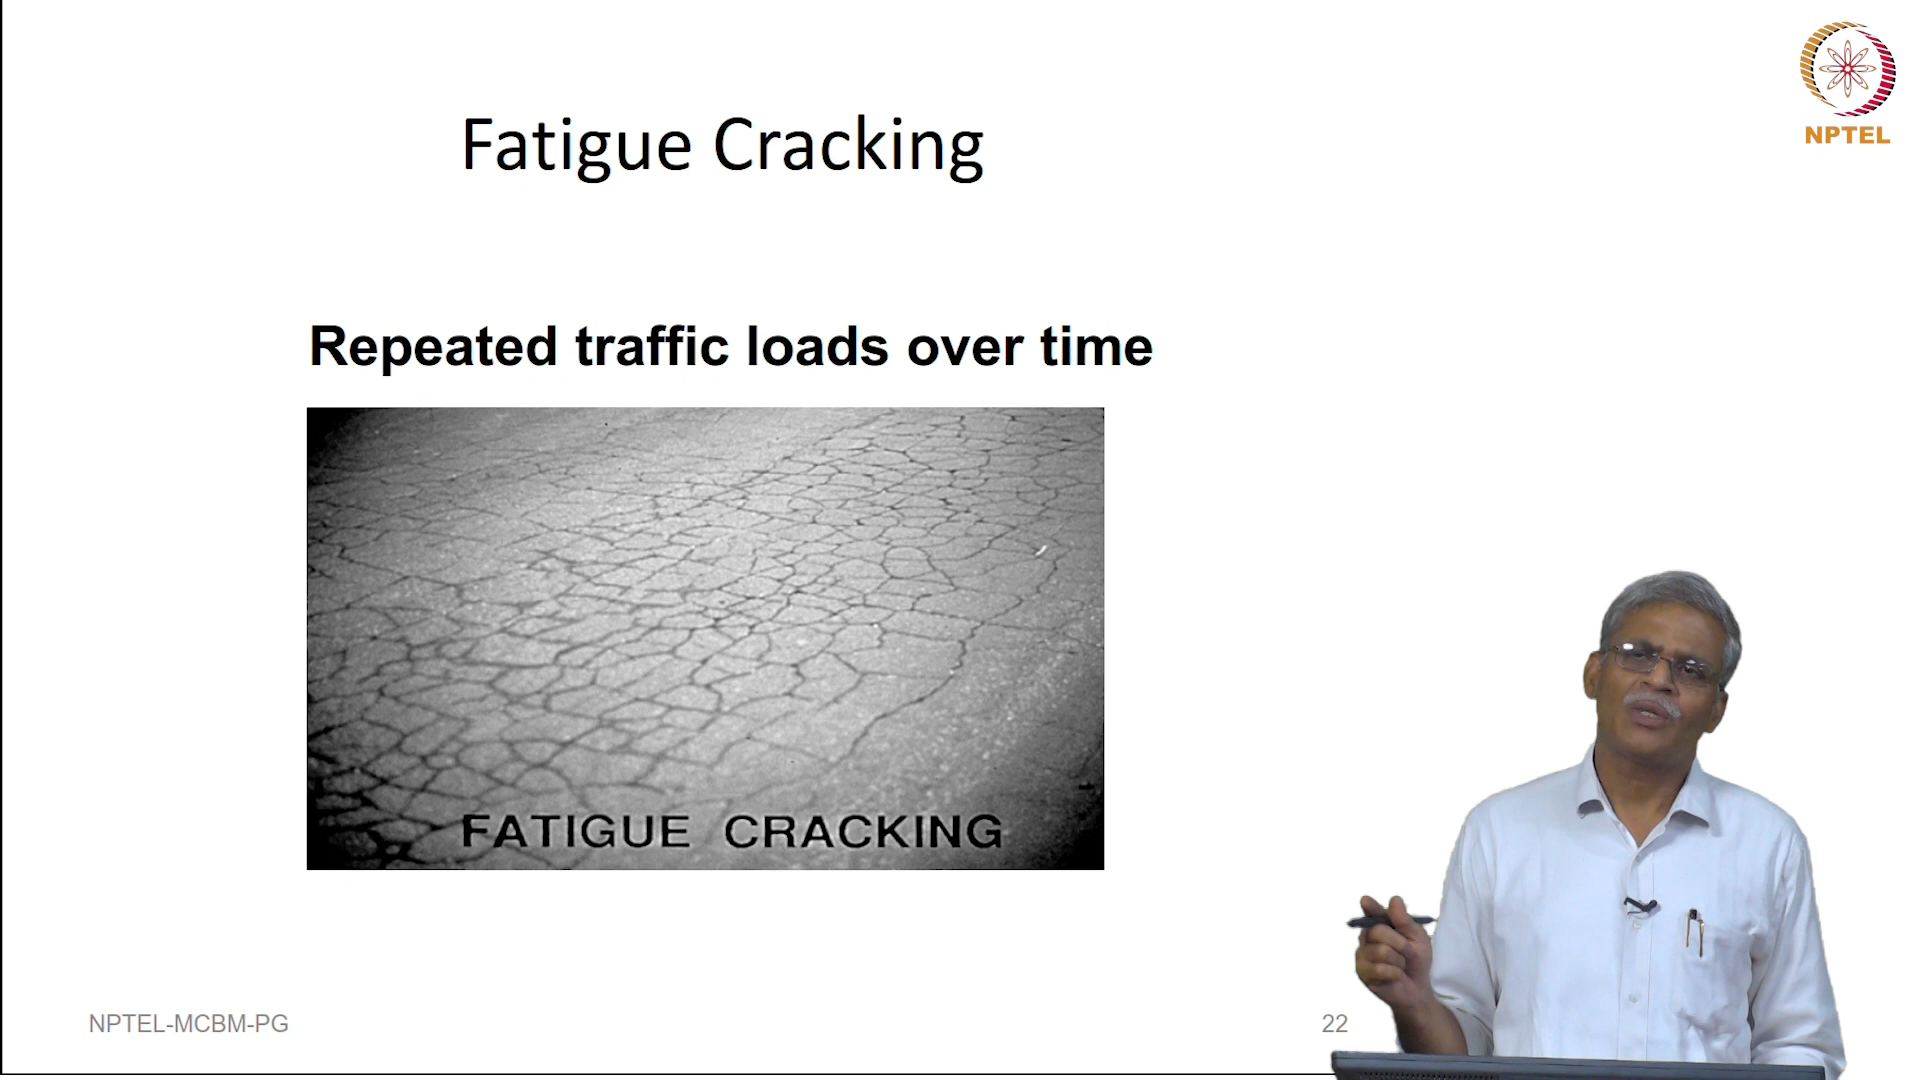 NPTEL
Fatigue Cracking
Repeated traffic loads over time
FATIGUE CRACKING
NPTEL-MCBM-PG
22